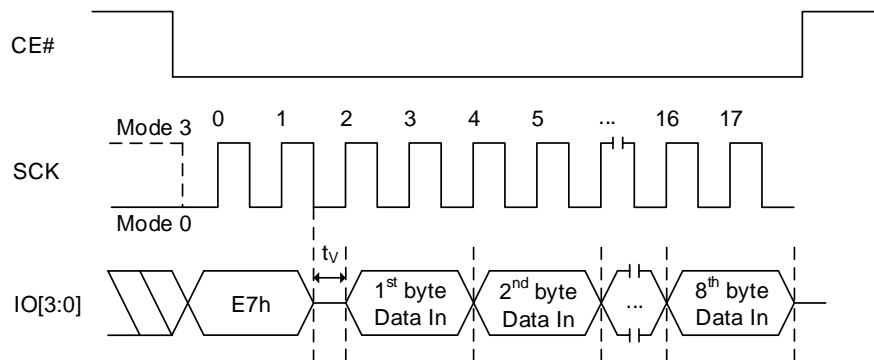 CE#
0 1 2 3 4 5 ... 16 17
Mode 3
SCK
Mode 0
tV
IO[3:0]
E7h
1st byte
Data In
2nd byte
Data In
...
8th byte
Data In